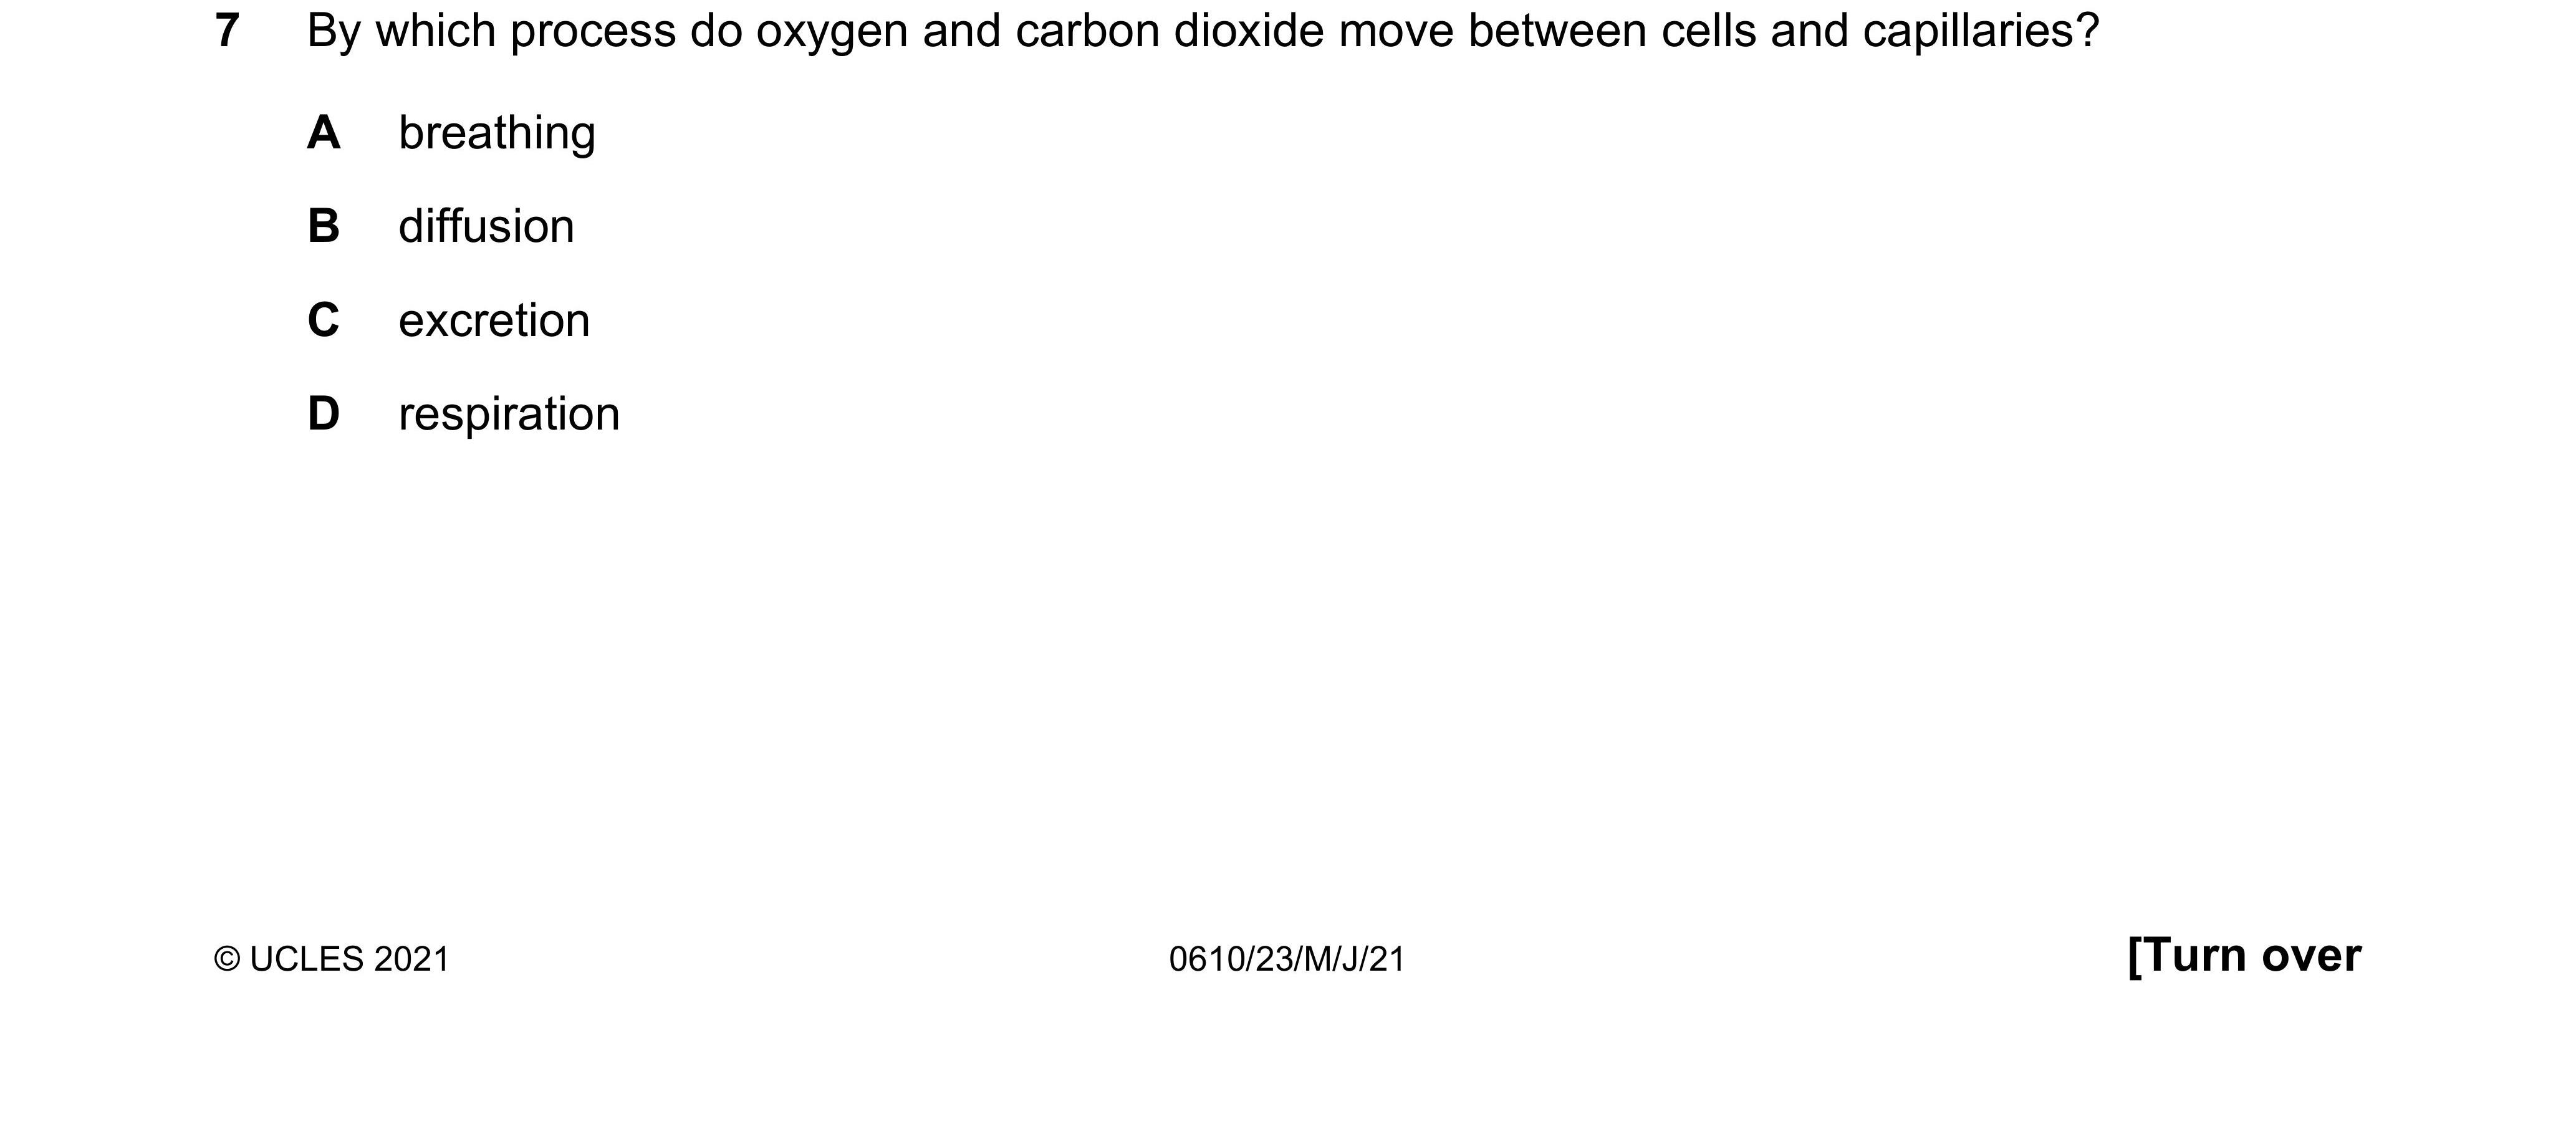 7 By which process do oxygen and carbon dioxide move between cells and capillaries?
A breathing
B diffusion
C excretion
D respiration
© UCLES 2021 0610/23/M/J/21 [Turn over